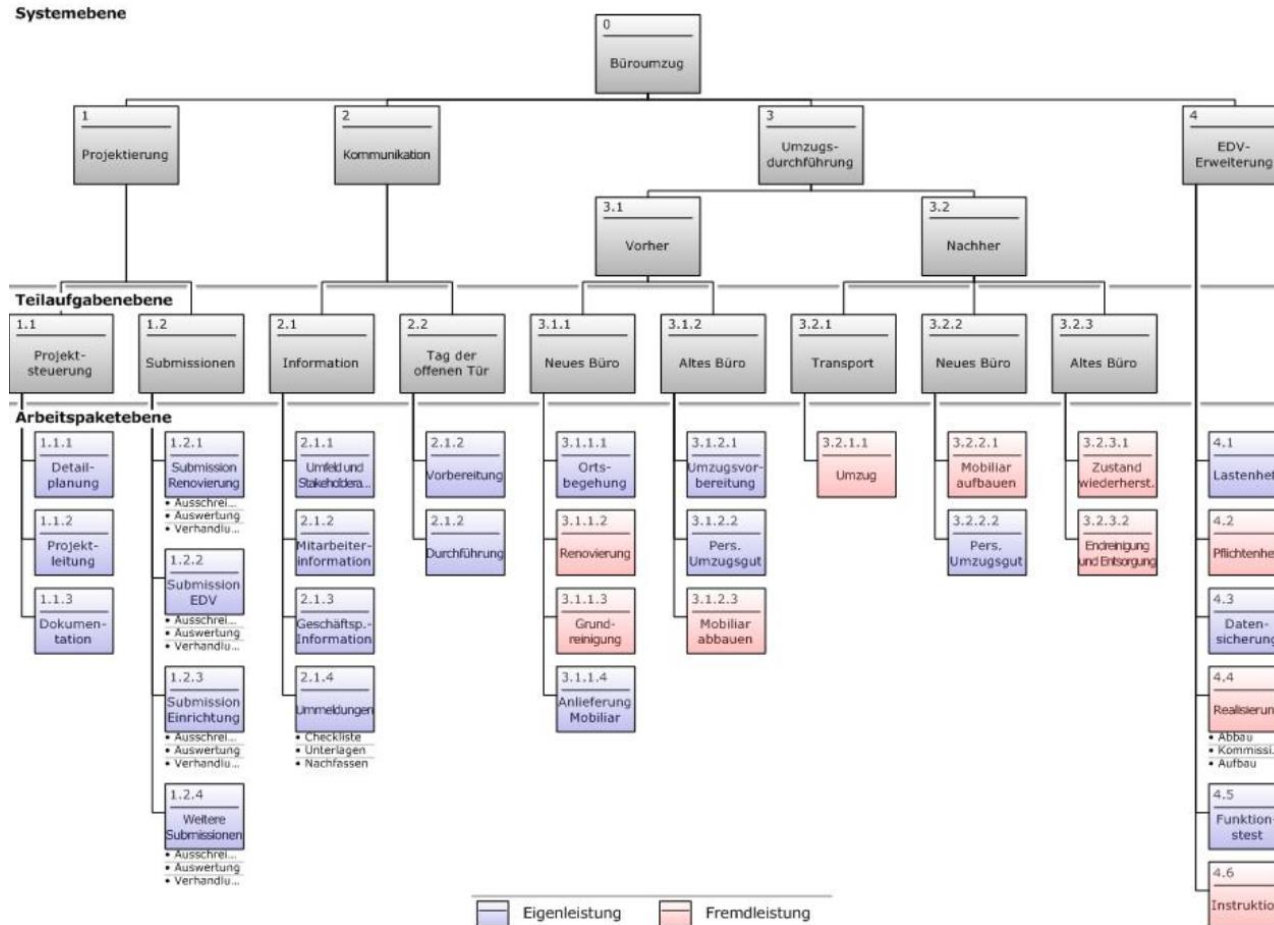 Systemebene
0
Büroumzug
1
Projektierung
2
Kommunikation
3
Umzugs-
durchführung
4
EDV-
Erweiterung
3.1
Vorher
3.2
Nachher
Teilaufgabenebene
1.1
Projekt-
steuerung
1.2
Submissionen
2.1
Information
2.2
Tag der
offenen Tür
3.1.1
Neues Büro
3.1.2
Altes Büro
3.2.1
Transport
3.2.2
Neues Büro
3.2.3
Altes Büro
Arbeitspaketebene
1.1.1
Detail-
planung
1.1.2
Projekt-
leitung
1.1.3
Dokumen-
tation
1.2.1
Submission
Renovierung
• Ausschrei...
• Auswertung
• Verhandlu...
1.2.2
Submission
EDV
• Ausschrei...
• Auswertung
• Verhandlu...
1.2.3
Submission
Einrichtung
• Ausschrei...
• Auswertung
• Verhandlu...
1.2.4
Weitere
Submissionen
• Ausschrei...
• Auswertung
• Verhandlu...
2.1.1
Umfeld und
Stakeholdera...
2.1.2
Mitarbeiter-
information
2.1.3
Geschäftsp.-
Information
2.1.4
Ummeldungen
• Checkliste
• Unterlagen
• Nachfassen
2.1.2
Vorbereitung
2.1.2
Durchführung
3.1.1.1
Orts-
begehung
3.1.1.2
Renovierung
3.1.1.3
Grund-
reinigung
3.1.1.4
Anlieferung
Mobiliar
3.1.2.1
Umzugsvor-
bereitung
3.1.2.2
Pers.
Umzugsgut
3.1.2.3
Mobiliar
abbauen
3.2.1.1
Umzug
3.2.2.1
Mobiliar
aufbauen
3.2.2.2
Pers.
Umzugsgut
3.2.3.1
Zustand
wiederherst.
3.2.3.2
Endreinigung
und Entsorgung
4.1
Lastenhef
4.2
Pflichtenhe
4.3
Daten-
sicherung
4.4
Realisierun
• Abbau
• Kommissi.
• Aufbau
4.5
Funktion
stest
4.6
Instruktio
Eigenleistung
Fremdleistung